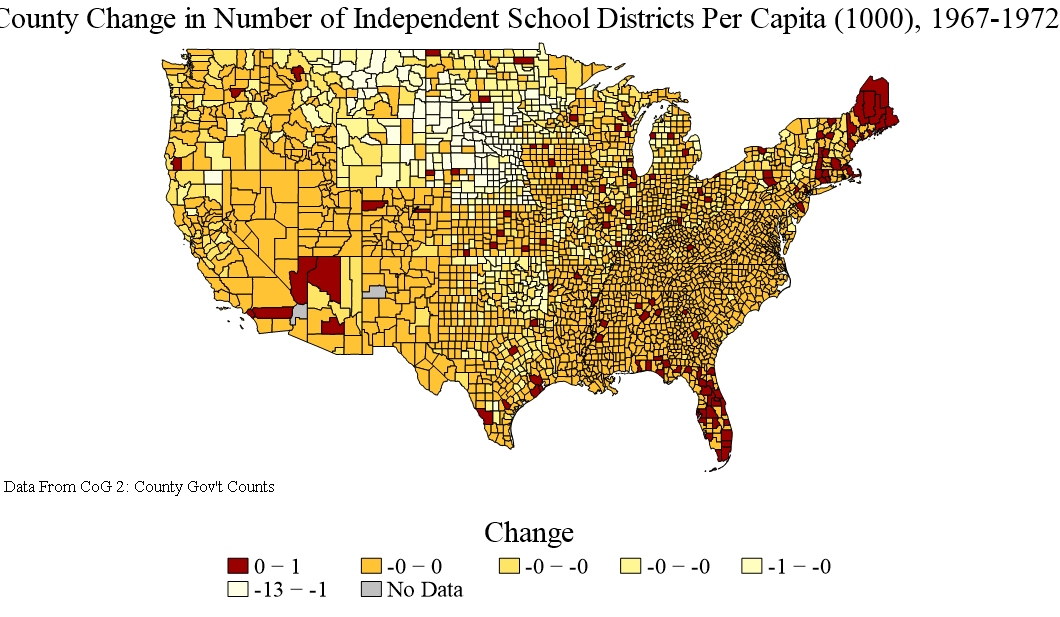 County Change in Number of Independent School Districts Per Capita (1000), 1967-1972
Data From CoG 2: County Gov't Counts
Change
0 − 1 -0 − 0 -0 − -0 -0 − -0 -1 − -0
-13 − -1 No Data